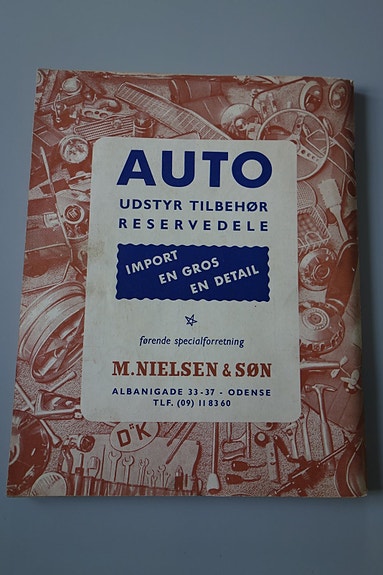 AUTO
UDSTYR TILBEHØR
RESERVEDELE
IMPORT
EN GROS
EN DETAIL
førende specialforretning
M. NIELSEN & SØN
ALBANIGADE 33-37 - ODENSE
TLF. (09) 11 83 60